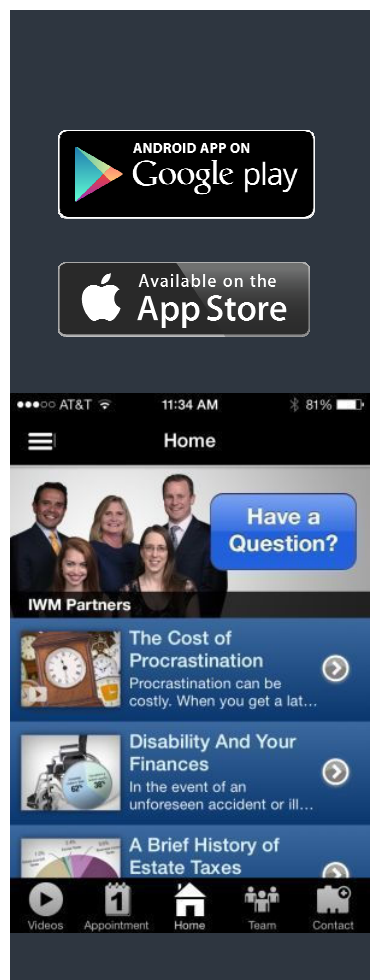 ANDROID APP ON
Google play
Available on the
App Store
AT&T
11:34 AM
81%
Home
Have a
Question?
IWM Partners
The Cost of
Procrastination
Procrastination can be
costly. When you get a lat...
Disability And Your
Finances
In the event of an
unforeseen accident or ill...
A Brief History of
Estate Taxes
1
Videos
Appointment
Home
Team
Contact